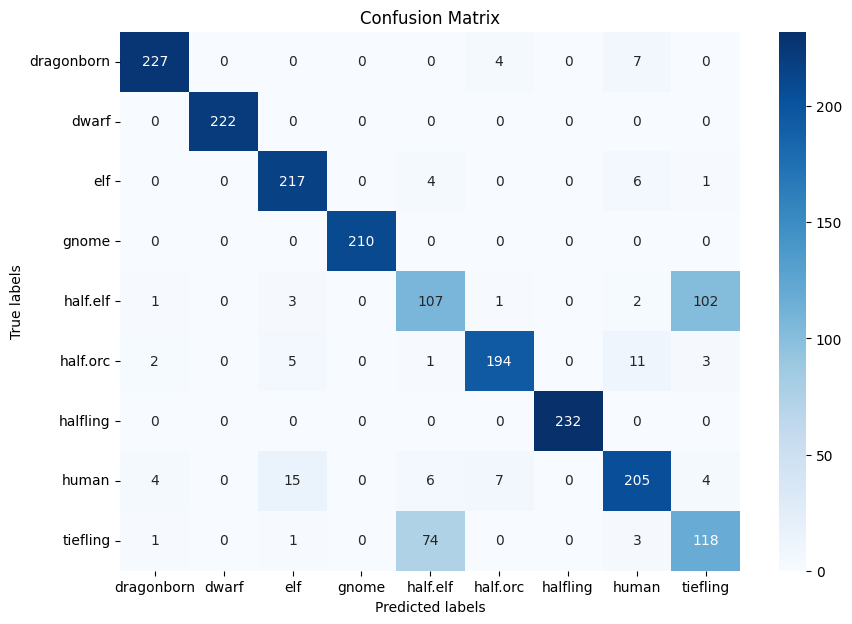 Confusion Matrix
dragonborn 227 0 0 0 0 4 0 7 0
dwarf 0 222 0 0 0 0 0 0 0
elf 0 0 217 0 4 0 0 6 1
gnome 0 0 0 210 0 0 0 0 0
half.elf 1 0 3 0 107 1 0 2 102
half.orc 2 0 5 1 194 0 11 3
halfling 0 0 0 0 0 0 232 0 0
human 4 0 15 0 6 7 0 205 4
tiefling 1 0 1 0 74 0 0 3 118
dragonborn dwarf elf gnome half.elf half.orc halfling human tiefling
Predicted labels
True labels
200
150
100
50
0